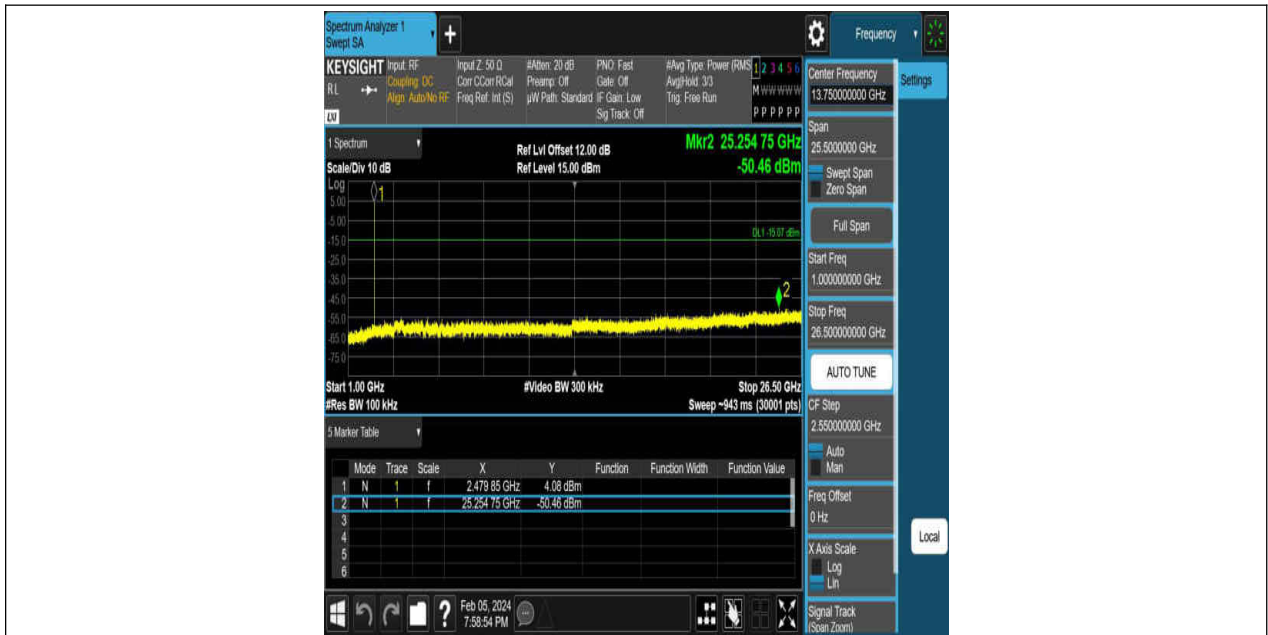 Spectrum Analyzer 1
Swept SA
+
Frequency
KEYSIGHT
RL
LXI
Input: RF
Coupling: DC
Align: Auto/No RF
Input Z: 50 Ω
Corr CCorr RCal
Freq Ref: Int (S)
#Atten: 20 dB
Preamp: Off
µW Path: Standard
PNO: Fast
Gate: Off
IF Gain: Low
Sig Track: Off
#Avg Type: Power (RMS
Avg|Hold: 3/3
Trig: Free Run
1 2 3 4 5 6
M W W W W W
P P P P P P
Center Frequency
13.750000000 GHz
Settings
Span
25.5000000 GHz
Swept Span
Zero Span
Full Span
Start Freq
1.000000000 GHz
Stop Freq
26.500000000 GHz
AUTO TUNE
CF Step
2.550000000 GHz
Auto
Man
Freq Offset
0 Hz
X Axis Scale
Log
Lin
Signal Track
(Span Zoom)
Local
1 Spectrum
Scale/Div 10 dB
Ref Lvl Offset 12.00 dB
Ref Level 15.00 dBm
Mkr2 25.254 75 GHz
-50.46 dBm
Log
5.00
-5.00
-15.0
-25.0
-35.0
-45.0
-55.0
-65.0
-75.0
1
DL1 -15.07 dBm
2
Start 1.00 GHz
#Res BW 100 kHz
#Video BW 300 kHz
Stop 26.50 GHz
Sweep ~943 ms (30001 pts)
5 Marker Table
Mode Trace Scale X Y Function Function Width Function Value
1 N 1 f 2.479 85 GHz 4.08 dBm
2 N 1 f 25.254 75 GHz -50.46 dBm
3
4
5
6
?
Feb 05, 2024
7:58:54 PM